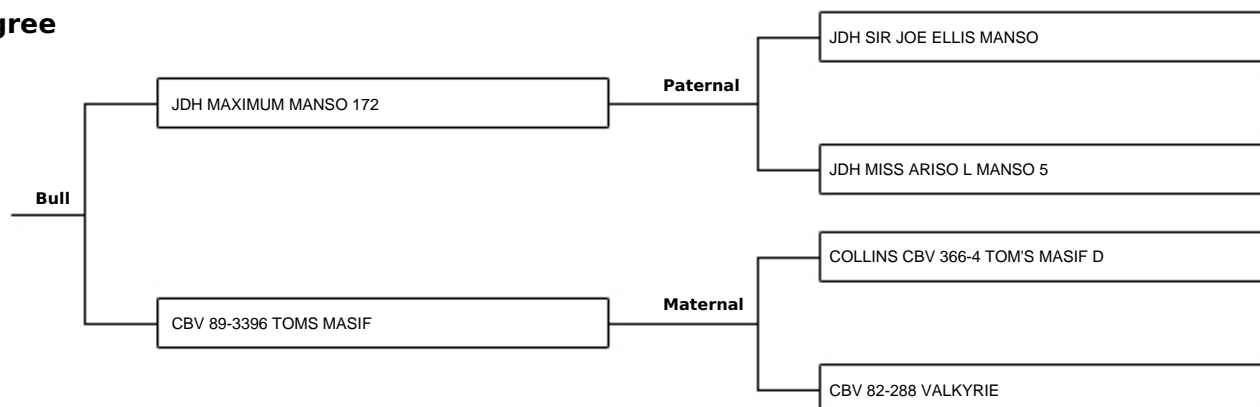 gree
JDH SIR JOE ELLIS MANSO
Paternal
JDH MAXIMUM MANSO 172
JDH MISS ARISO L MANSO 5
Bull
COLLINS CBV 366-4 TOM'S MASIF D
Maternal
CBV 89-3396 TOMS MASIF
CBV 82-288 VALKYRIE